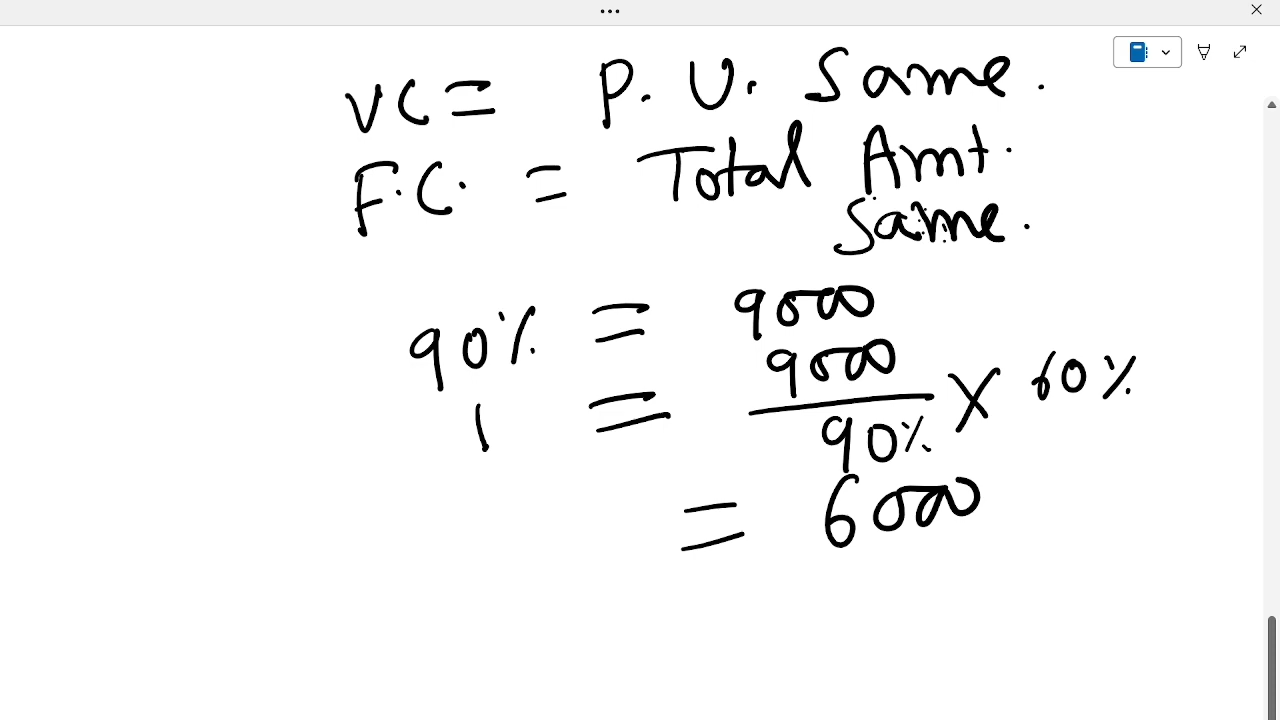 VC = P. U. Same.
F.C. = Total Amt.
Same.
90% = 9000
1 = 9000 / 90% × 60%
= 6000